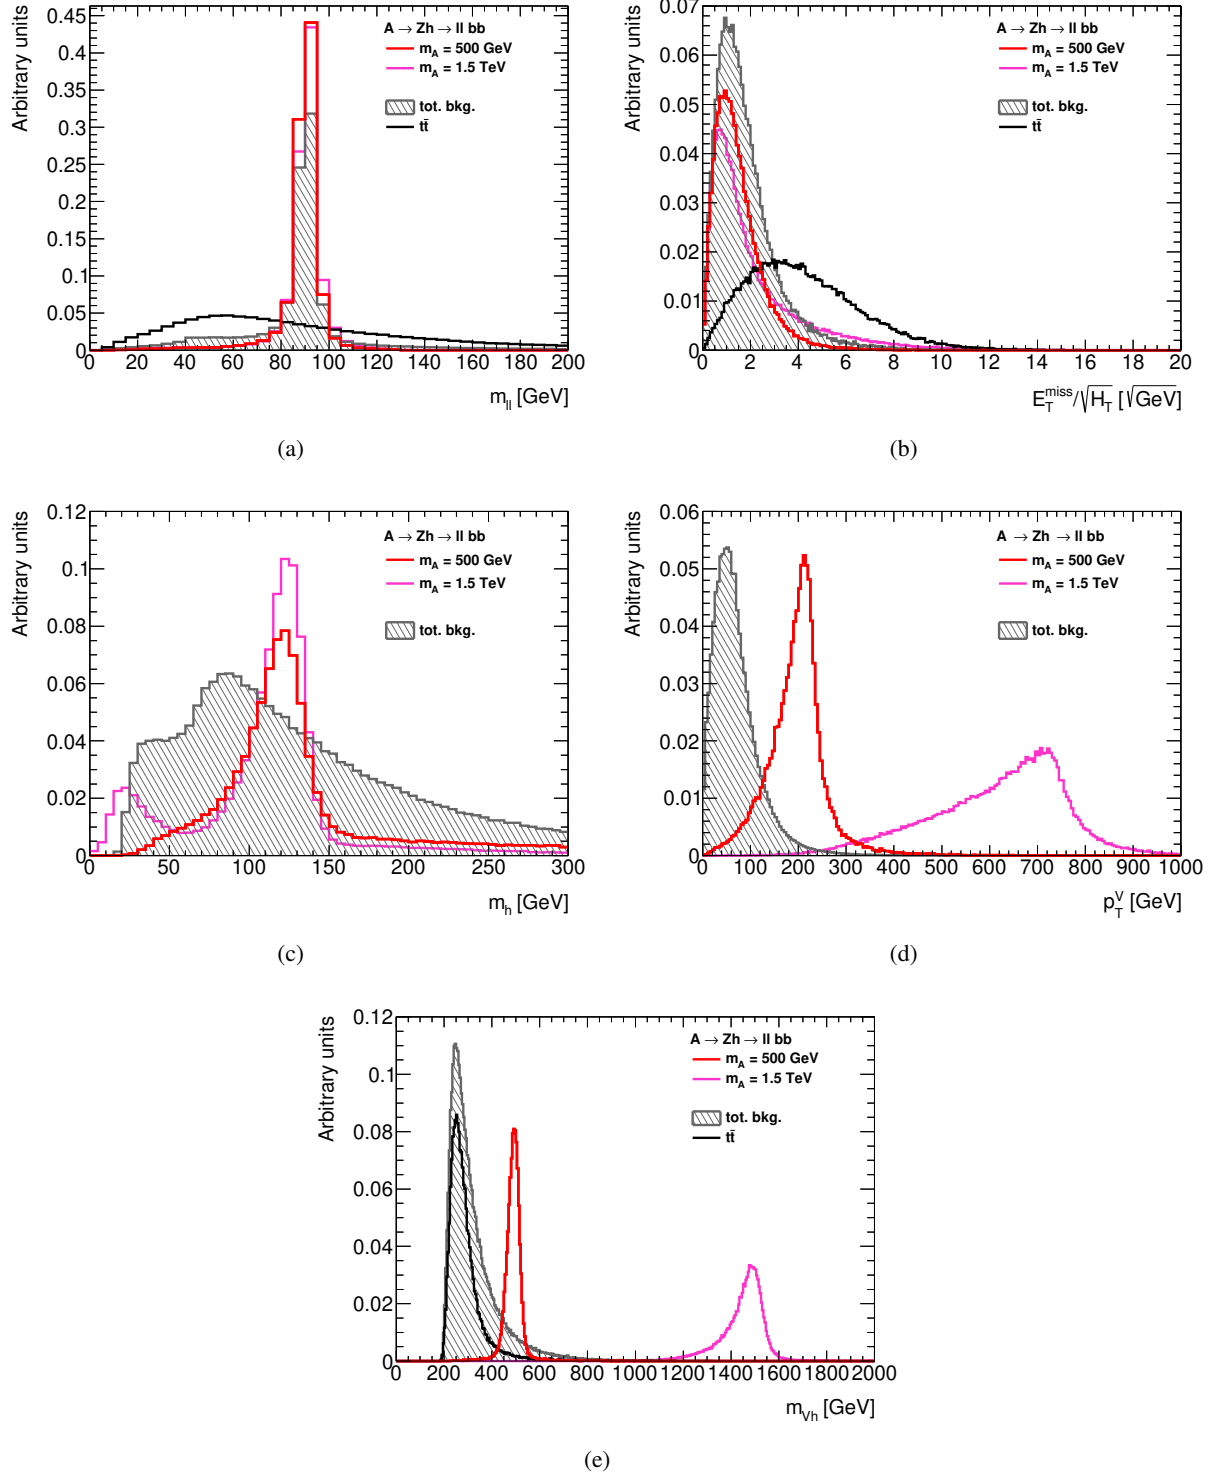 Arbitrary units
0.45
0.4
0.35
0.3
0.25
0.2
0.15
0.1
0.05
0
0 20 40 60 80 100 120 140 160 180 200
m_ll [GeV]
A → Zh → ll bb
m_A = 500 GeV
m_A = 1.5 TeV
tot. bkg.
tt̄
(a)
Arbitrary units
0.07
0.06
0.05
0.04
0.03
0.02
0.01
0
0 2 4 6 8 10 12 14 16 18 20
E_T^miss/√H_T [√GeV]
A → Zh → ll bb
m_A = 500 GeV
m_A = 1.5 TeV
tot. bkg.
tt̄
(b)
Arbitrary units
0.12
0.1
0.08
0.06
0.04
0.02
0
0 50 100 150 200 250 300
m_h [GeV]
A → Zh → ll bb
m_A = 500 GeV
m_A = 1.5 TeV
tot. bkg.
(c)
Arbitrary units
0.06
0.05
0.04
0.03
0.02
0.01
0
0 100 200 300 400 500 600 700 800 900 1000
p_T^V [GeV]
A → Zh → ll bb
m_A = 500 GeV
m_A = 1.5 TeV
tot. bkg.
(d)
Arbitrary units
0.12
0.1
0.08
0.06
0.04
0.02
0
0 200 400 600 800 1000 1200 1400 1600 1800 2000
m_Vh [GeV]
A → Zh → ll bb
m_A = 500 GeV
m_A = 1.5 TeV
tot. bkg.
tt̄
(e)